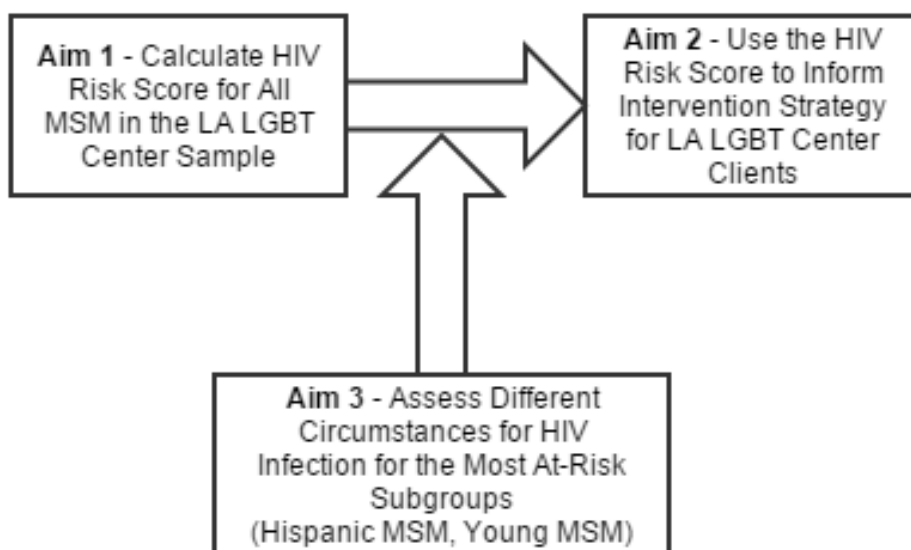 Aim 1 - Calculate HIV
Risk Score for All
MSM in the LA LGBT
Center Sample
Aim 2 - Use the HIV
Risk Score to Inform
Intervention Strategy
for LA LGBT Center
Clients
Aim 3 - Assess Different
Circumstances for HIV
Infection for the Most At-Risk
Subgroups
(Hispanic MSM, Young MSM)